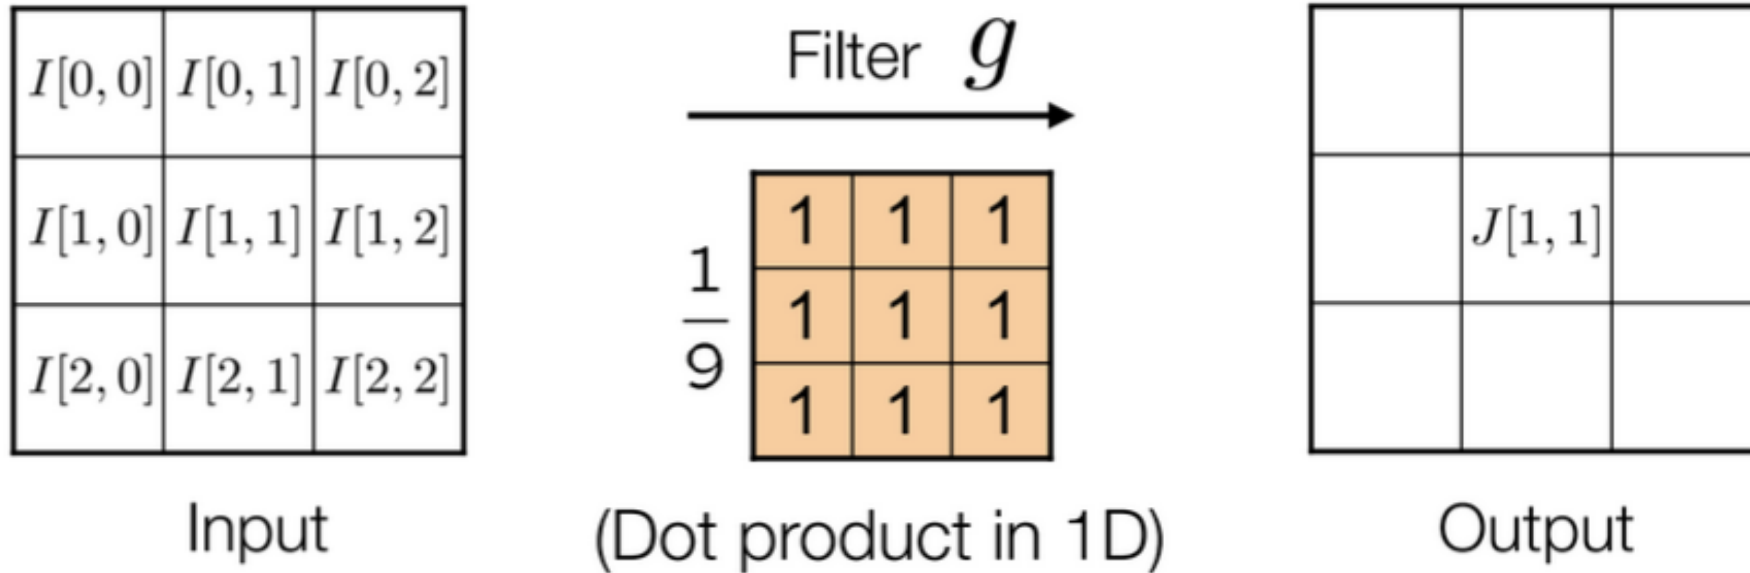 I[0, 0] I[0, 1] I[0, 2]
I[1, 0] I[1, 1] I[1, 2]
I[2, 0] I[2, 1] I[2, 2]
Input
Filter g
1/9
1 1 1
1 1 1
1 1 1
(Dot product in 1D)
J[1, 1]
Output